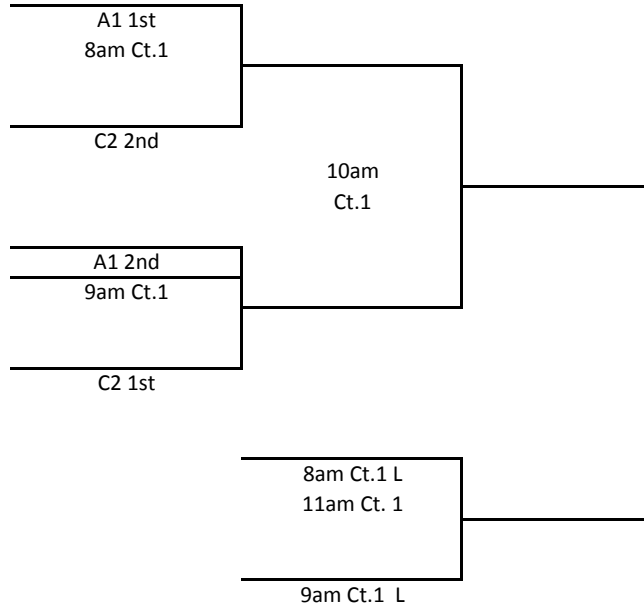 A1 1st
8am Ct.1
C2 2nd
10am
Ct.1
A1 2nd
9am Ct.1
C2 1st
8am Ct.1 L
11am Ct. 1
9am Ct.1  L